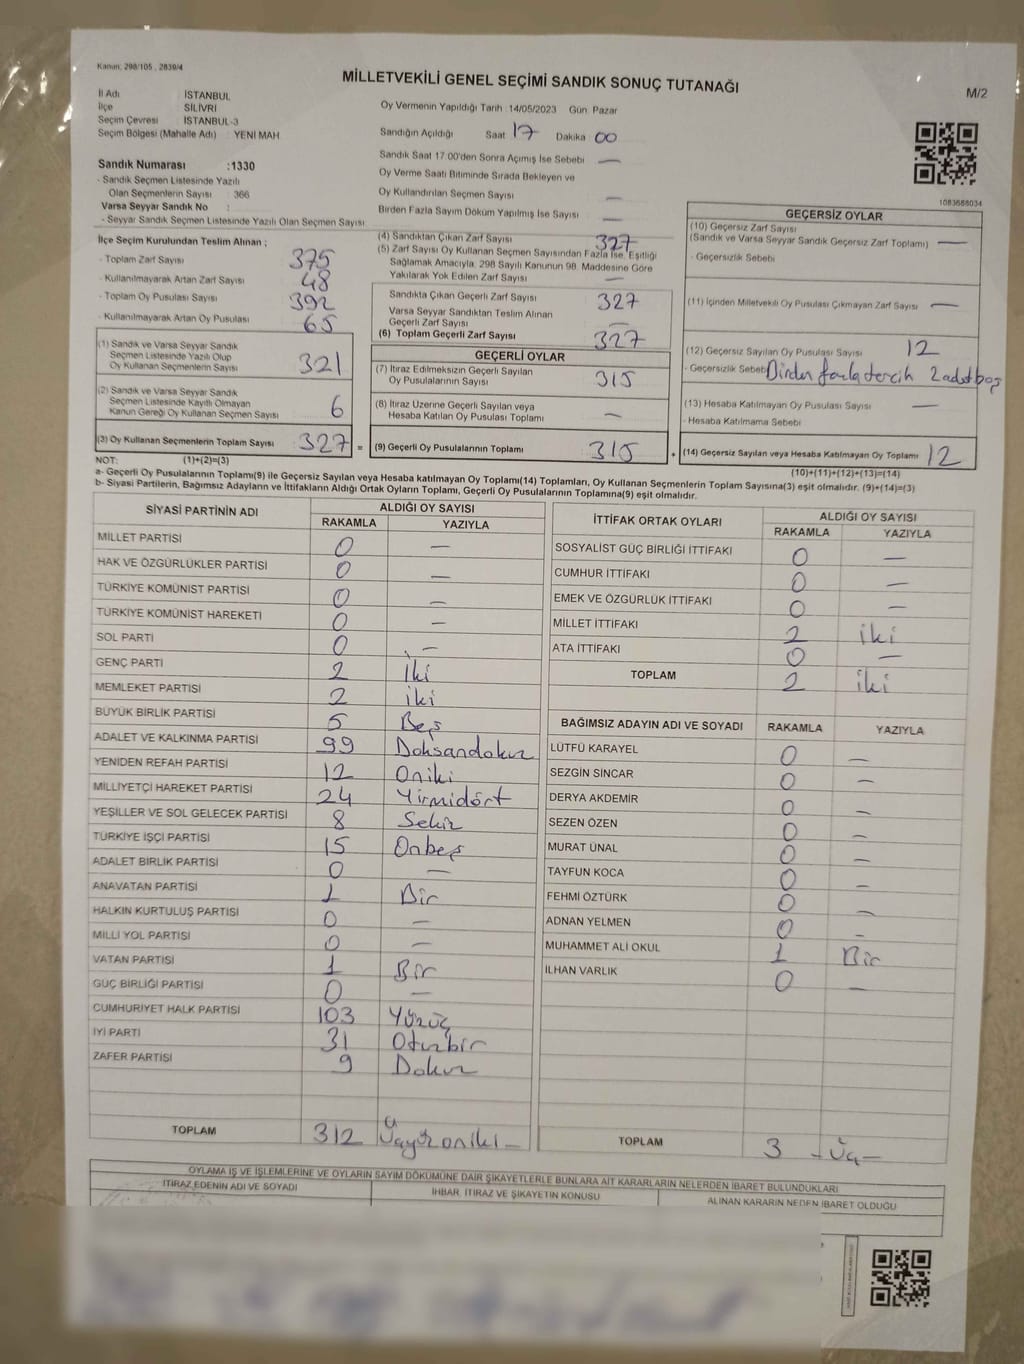 Kanun: 298/105 , 2839/4
MİLLETVEKİLİ GENEL SEÇİMİ SANDIK SONUÇ TUTANAĞI
M/2
İl Adı İSTANBUL
İlçe SİLİVRİ
Seçim Çevresi İSTANBUL-3
Seçim Bölgesi (Mahalle Adı) YENİ MAH
Oy Vermenin Yapıldığı Tarih :14/05/2023 Gün: Pazar
Sandığın Açıldığı Saat 17 Dakika 00
Sandık Saat 17:00'den Sonra Açımış İse Sebebi —
Oy Verme Saati Bitiminde Sırada Bekleyen ve
Oy Kullandırılan Seçmen Sayısı —
Birden Fazla Sayım Döküm Yapılmış İse Sayısı —
Sandık Numarası :1330
- Sandık Seçmen Listesinde Yazılı
Olan Seçmenlerin Sayısı : 366
Varsa Seyyar Sandık No :
- Seyyar Sandık Seçmen Listesinde Yazılı Olan Seçmen Sayısı
1083688034
İlçe Seçim Kurulundan Teslim Alınan ;
- Toplam Zarf Sayısı 375
- Kullanılmayarak Artan Zarf Sayısı 48
- Toplam Oy Pusulası Sayısı 392
- Kullanılmayarak Artan Oy Pusulası 65
(1) Sandık ve Varsa Seyyar Sandık
Seçmen Listesinde Yazılı Olup
Oy Kullanan Seçmenlerin Sayısı 321
(2) Sandık ve Varsa Seyyar Sandık
Seçmen Listesinde Kayıtlı Olmayan
Kanun Gereği Oy Kullanan Seçmen Sayısı 6
(3) Oy Kullanan Seçmenlerin Toplam Sayısı : 327 =
(4) Sandıktan Çıkan Zarf Sayısı 327
(5) Zarf Sayısı Oy Kullanan Seçmen Sayısından Fazla İse, Eşitliği
Sağlamak Amacıyla, 298 Sayılı Kanunun 98. Maddesine Göre
Yakılarak Yok Edilen Zarf Sayısı —
Sandıkta Çıkan Geçerli Zarf Sayısı 327
Varsa Seyyar Sandıktan Teslim Alınan
Geçerli Zarf Sayısı —
(6) Toplam Geçerli Zarf Sayısı 327
GEÇERLİ OYLAR
(7) İtiraz Edilmeksizin Geçerli Sayılan
Oy Pusulalarının Sayısı 315
(8) İtiraz Üzerine Geçerli Sayılan veya
Hesaba Katılan Oy Pusulası Toplamı —
(9) Geçerli Oy Pusulalarının Toplamı 315 +
GEÇERSİZ OYLAR
(10) Geçersiz Zarf Sayısı
(Sandık ve Varsa Seyyar Sandık Geçersiz Zarf Toplamı) —
- Geçersizlik Sebebi
(11) İçinden Milletvekili Oy Pusulası Çıkmayan Zarf Sayısı —
(12) Geçersiz Sayılan Oy Pusulası Sayısı 12
- Geçersizlik Sebebi Birden fazla tercih 2 adet boş
(13) Hesaba Katılmayan Oy Pusulası Sayısı —
- Hesaba Katılmama Sebebi
(14) Geçersiz Sayılan veya Hesaba Katılmayan Oy Toplamı 12
NOT: (1)+(2)=(3)
(10)+(11)+(12)+(13)=(14)
a- Geçerli Oy Pusulalarının Toplamı(9) ile Geçersiz Sayılan veya Hesaba katılmayan Oy Toplamı(14) Toplamları, Oy Kullanan Seçmenlerin Toplam Sayısına(3) eşit olmalıdır. (9)+(14)=(3)
b- Siyasi Partilerin, Bağımsız Adayların ve İttifakların Aldığı Ortak Oyların Toplamı, Geçerli Oy Pusulalarının Toplamına(9) eşit olmalıdır.
SİYASİ PARTİNİN ADI ALDIĞI OY SAYISI
RAKAMLA YAZIYLA
MİLLET PARTİSİ 0 —
HAK VE ÖZGÜRLÜKLER PARTİSİ 0 —
TÜRKİYE KOMÜNİST PARTİSİ 0 —
TÜRKİYE KOMÜNİST HAREKETİ 0 —
SOL PARTİ 0 —
GENÇ PARTİ 2 İki
MEMLEKET PARTİSİ 2 iki
BÜYÜK BİRLİK PARTİSİ 5 Beş
ADALET VE KALKINMA PARTİSİ 99 Doksandokuz
YENİDEN REFAH PARTİSİ 12 Oniki
MİLLİYETÇİ HAREKET PARTİSİ 24 Yirmidört
YEŞİLLER VE SOL GELECEK PARTİSİ 8 Sekiz
TÜRKİYE İŞÇİ PARTİSİ 15 Onbeş
ADALET BİRLİK PARTİSİ 0 —
ANAVATAN PARTİSİ 1 Bir
HALKIN KURTULUŞ PARTİSİ 0 —
MİLLİ YOL PARTİSİ 0 —
VATAN PARTİSİ 1 Bir
GÜÇ BİRLİĞİ PARTİSİ 0 —
CUMHURİYET HALK PARTİSİ 103 Yüzüç
İYİ PARTİ 31 Otuzbir
ZAFER PARTİSİ 9 Dokuz
TOPLAM 312 Üçyüzoniki –
İTTİFAK ORTAK OYLARI ALDIĞI OY SAYISI
RAKAMLA YAZIYLA
SOSYALİST GÜÇ BİRLİĞİ İTTİFAKI 0 —
CUMHUR İTTİFAKI 0 —
EMEK VE ÖZGÜRLÜK İTTİFAKI 0 —
MİLLET İTTİFAKI 2 iki
ATA İTTİFAKI 0 —
TOPLAM 2 iki
BAĞIMSIZ ADAYIN ADI VE SOYADI RAKAMLA YAZIYLA
LÜTFÜ KARAYEL 0 —
SEZGİN SİNCAR 0 —
DERYA AKDEMİR 0 —
SEZEN ÖZEN 0 —
MURAT ÜNAL 0 —
TAYFUN KOCA 0 —
FEHMİ ÖZTÜRK 0 —
ADNAN YELMEN 0 —
MUHAMMET ALİ OKUL 1 Bir
İLHAN VARLIK 0 —
TOPLAM 3 – Üç –
OYLAMA İŞ VE İŞLEMLERİNE VE OYLARIN SAYIM DÖKÜMÜNE DAİR ŞİKAYETLERLE BUNLARA AİT KARARLARIN NELERDEN İBARET BULUNDUKLARI
İTİRAZ EDENİN ADI VE SOYADI İHBAR, İTİRAZ VE ŞİKAYETİN KONUSU ALINAN KARARIN NEDEN İBARET OLDUĞU